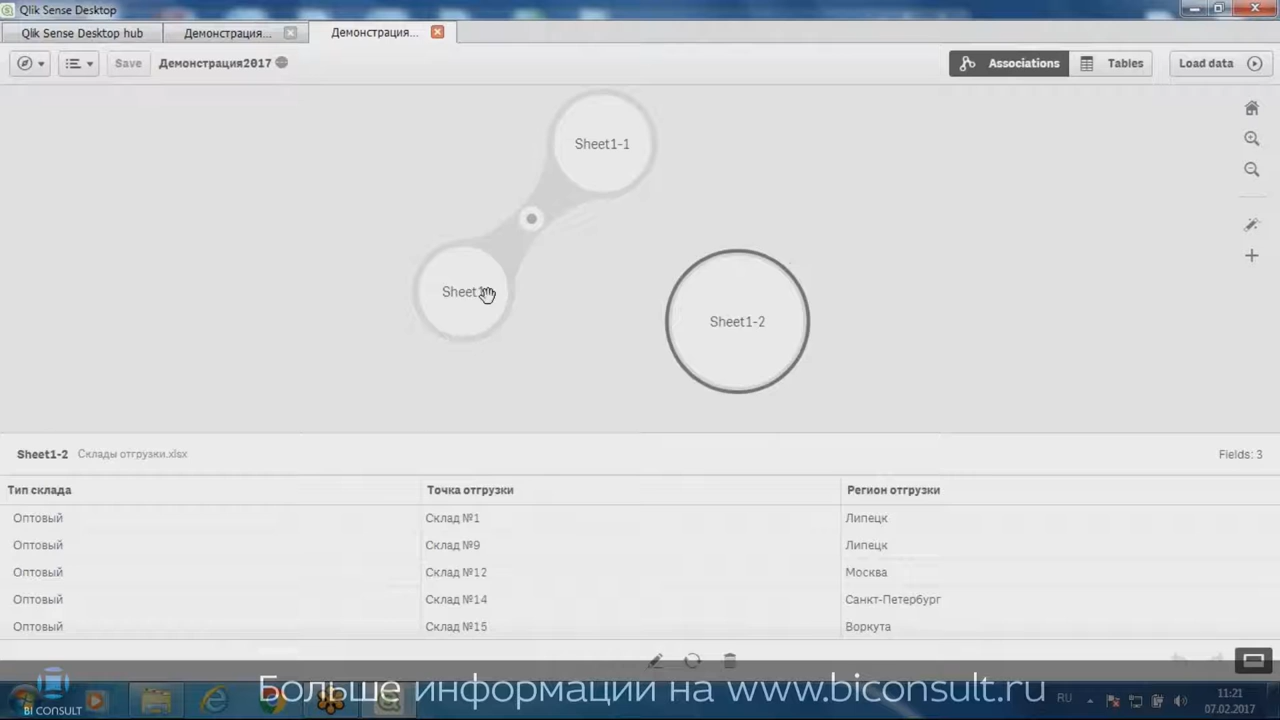 Qlik Sense Desktop
Qlik Sense Desktop hub
Демонстрация...
Демонстрация...
Save
Демонстрация2017
Associations
Tables
Load data
Sheet1-1
Sheet1-2
Sheet1-2 Склады отгрузки.xlsx
Fields: 3
Тип склада Точка отгрузки Регион отгрузки
Оптовый Склад №1 Липецк
Оптовый Склад №9 Липецк
Оптовый Склад №12 Москва
Оптовый Склад №14 Санкт-Петербург
Оптовый Склад №15 Воркута
Больше информации на www.biconsult.ru
BI CONSULT
RU
11:21
07.02.2017